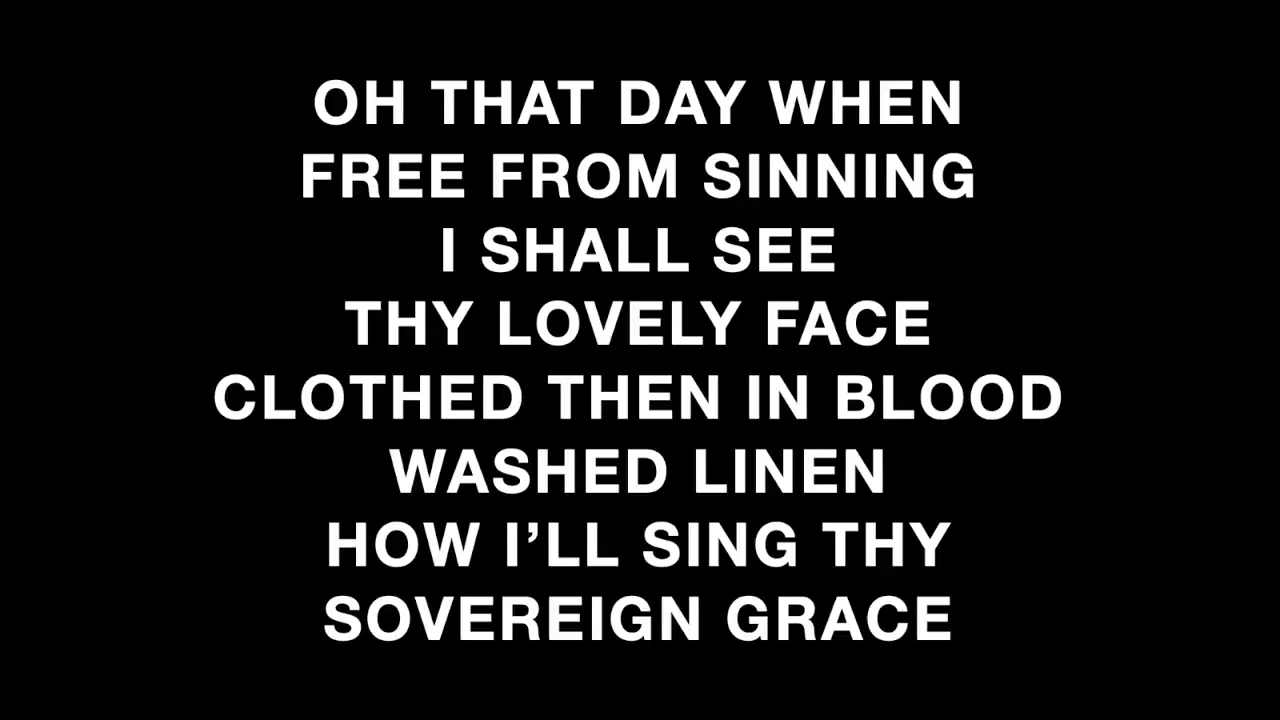 OH THAT DAY WHEN
FREE FROM SINNING
I SHALL SEE
THY LOVELY FACE
CLOTHED THEN IN BLOOD
WASHED LINEN
HOW I’LL SING THY
SOVEREIGN GRACE